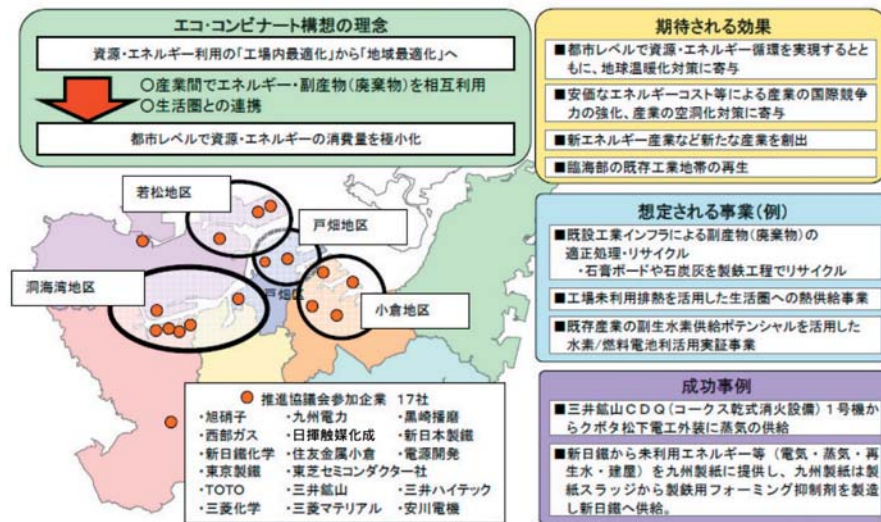 エコ・コンビナート構想の理念
資源・エネルギー利用の「工場内最適化」から「地域最適化」へ
○産業間でエネルギー・副産物(廃棄物)を相互利用
○生活圏との連携
都市レベルで資源・エネルギーの消費量を極小化
期待される効果
■都市レベルで資源・エネルギー循環を実現するとと
もに、地球温暖化対策に寄与
■安価なエネルギーコスト等による産業の国際競争
力の強化、産業の空洞化対策に寄与
■新エネルギー産業など新たな産業を創出
■臨海部の既存工業地帯の再生
若松地区
戸畑地区
洞海湾地区
戸畑区
小倉地区
想定される事業(例)
■既設工業インフラによる副産物(廃棄物)の
適正処理・リサイクル
・石膏ボードや石炭灰を製鉄工程でリサイクル
■工場未利用排熱を活用した生活圏への熱供給事業
■既存産業の副生水素供給ポテンシャルを活用した
水素/燃料電池利活用実証事業
推進協議会参加企業 17社
・旭硝子 ・九州電力 ・黒崎播磨
・西部ガス ・日揮触媒化成 ・新日本製鐵
・新日鐵化学 ・住友金属小倉 ・電源開発
・東京製鐵 ・東芝セミコンダクター社
・TOTO ・三井鉱山 ・三井ハイテック
・三菱化学 ・三菱マテリアル ・安川電機
成功事例
■三井鉱山CDQ(コークス乾式消火設備)1号機か
らクボタ松下電工外装に蒸気の供給
■新日鐵から未利用エネルギー等(電気・蒸気・再
生水・建屋)を九州製紙に提供し、九州製紙は製
紙スラッジから製鉄用フォーミング抑制剤を製造
し新日鐵へ供給。